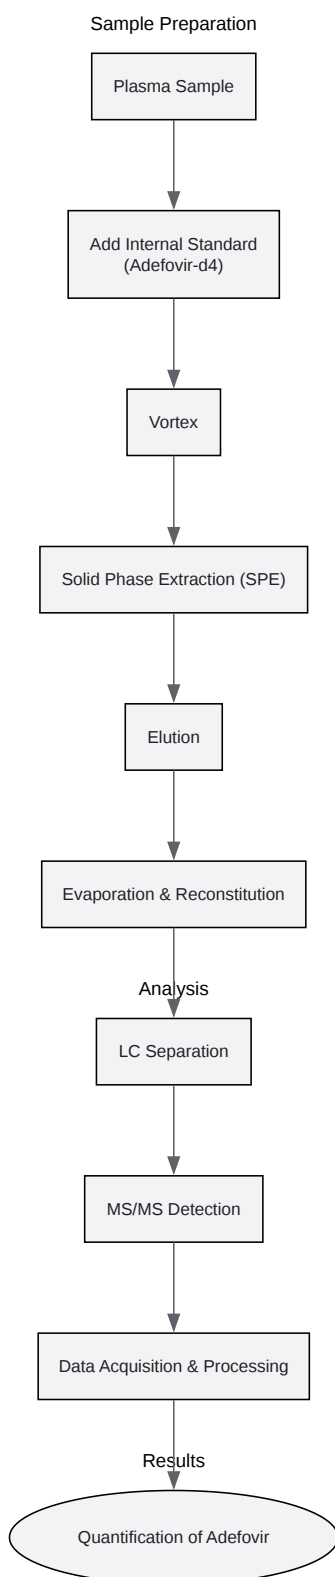 Sample Preparation
Plasma Sample
Add Internal Standard
(Adefovir-d4)
Vortex
Solid Phase Extraction (SPE)
Elution
Evaporation & Reconstitution
Analysis
LC Separation
MS/MS Detection
Data Acquisition & Processing
Results
Quantification of Adefovir